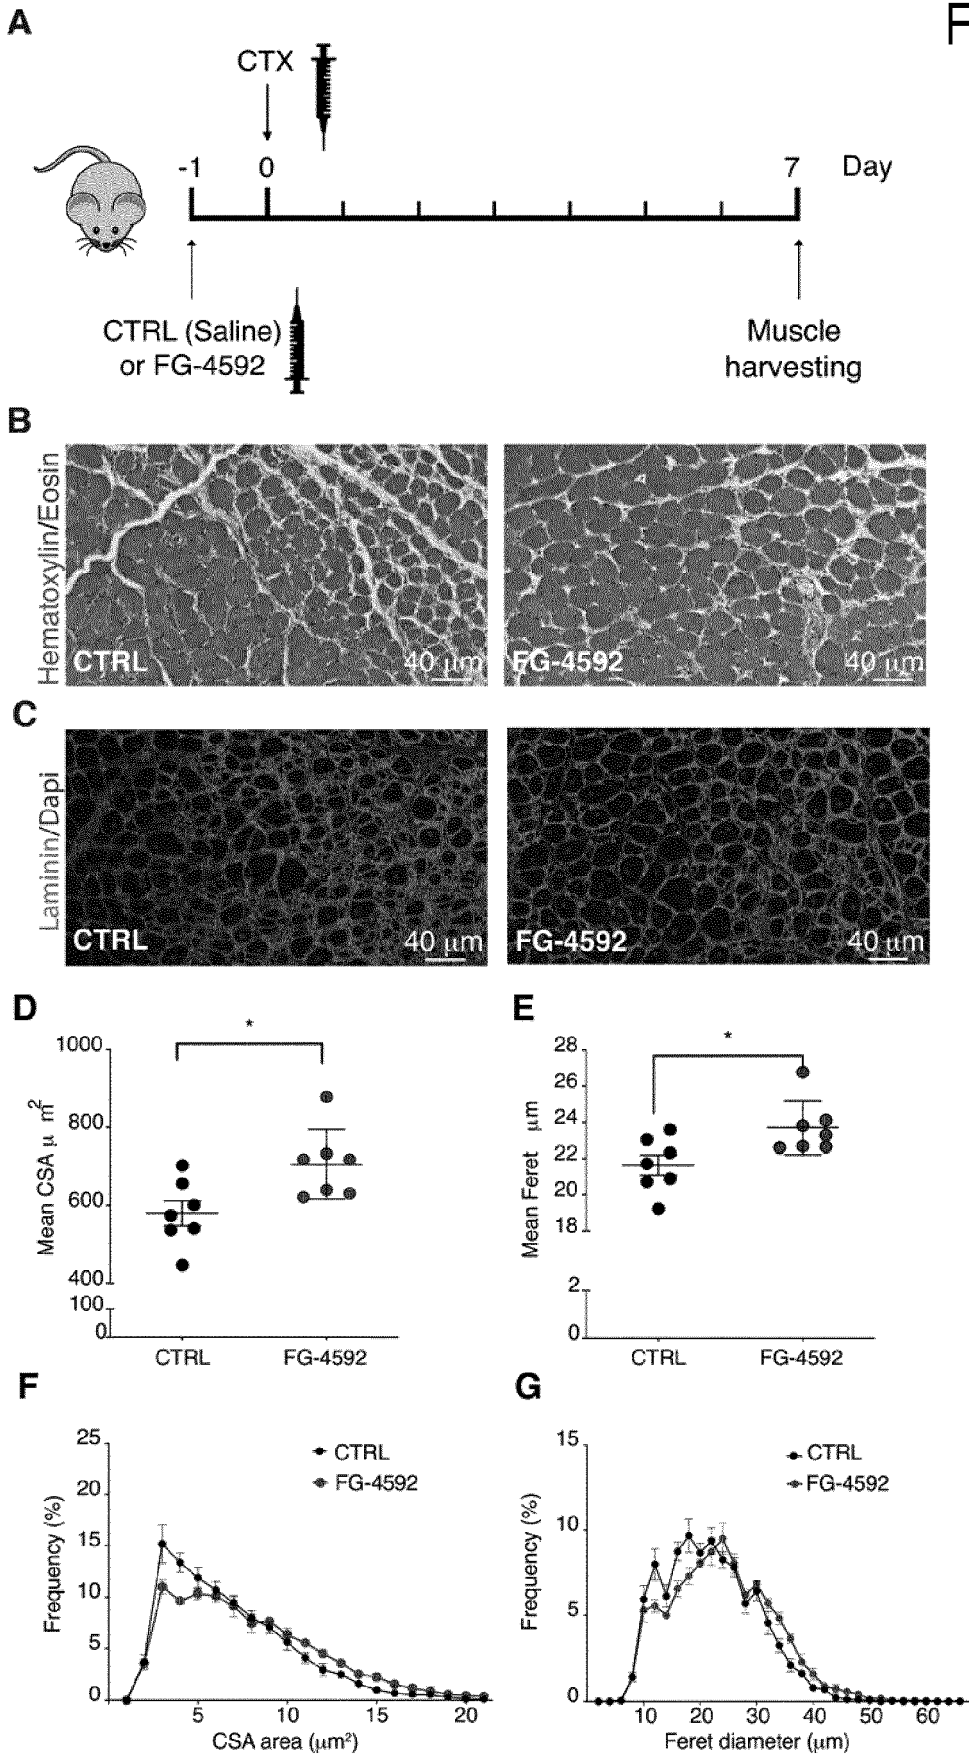 A
F
CTX
-1 0 7 Day
CTRL (Saline)
or FG-4592
Muscle
harvesting
B
Hematoxylin/Eosin
CTRL
40 µm
FG-4592
40 µm
C
Laminin/Dapi
CTRL
40 µm
FG-4592
40 µm
D
Mean CSA µ m²
1000
800
600
400
100
0
*
CTRL
FG-4592
E
Mean Feret µm
28
26
24
22
20
18
2
0
*
CTRL
FG-4592
F
Frequency (%)
25
20
15
10
5
0
CTRL
FG-4592
5 10 15 20
CSA area (µm²)
G
Frequency (%)
15
10
5
0
CTRL
FG-4592
10 20 30 40 50 60
Feret diameter (µm)